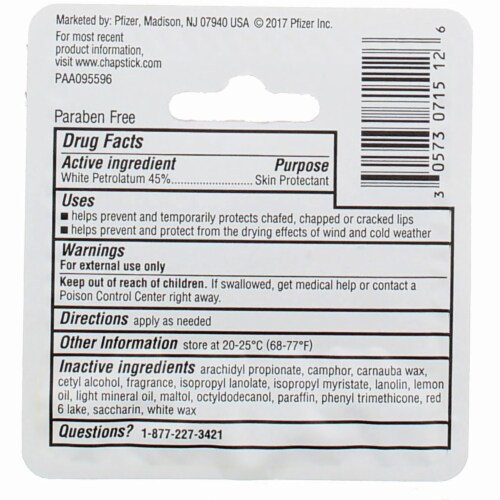 Marketed by: Pfizer, Madison, NJ 07940 USA © 2017 Pfizer Inc.
For most recent
product information,
visit www.chapstick.com
PAA095596
3 0573 0715 12 6
Paraben Free
Drug Facts
Active ingredient Purpose
White Petrolatum 45%........................ Skin Protectant
Uses
■ helps prevent and temporarily protects chafed, chapped or cracked lips
■ helps prevent and protect from the drying effects of wind and cold weather
Warnings
For external use only
Keep out of reach of children. If swallowed, get medical help or contact a
Poison Control Center right away.
Directions apply as needed
Other Information store at 20-25°C (68-77°F)
Inactive ingredients arachidyl propionate, camphor, carnauba wax,
cetyl alcohol, fragrance, isopropyl lanolate, isopropyl myristate, lanolin, lemon
oil, light mineral oil, maltol, octyldodecanol, paraffin, phenyl trimethicone, red
6 lake, saccharin, white wax
Questions? 1-877-227-3421